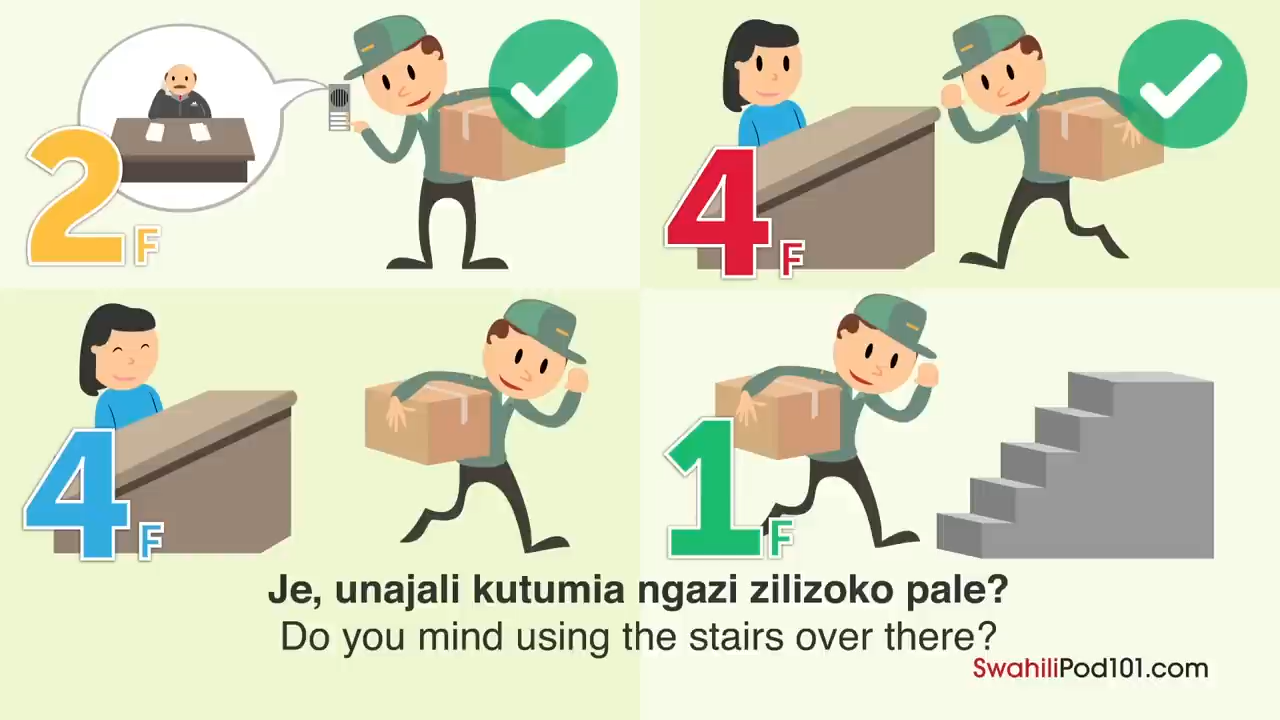 2F
4F
4F
1F
Je, unajali kutumia ngazi zilizoko pale?
Do you mind using the stairs over there?
SwahiliPod101.com